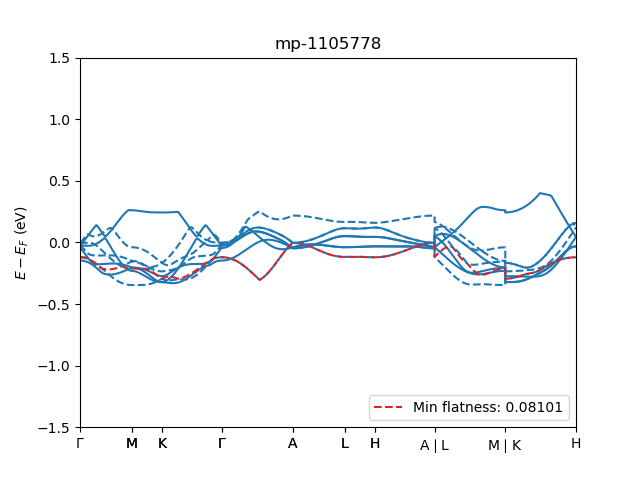 mp-1105778
1.5
1.0
0.5
0.0
−0.5
−1.0
−1.5
E − E_F (eV)
Min flatness: 0.08101
Γ M K Γ A L H A | L M | K H